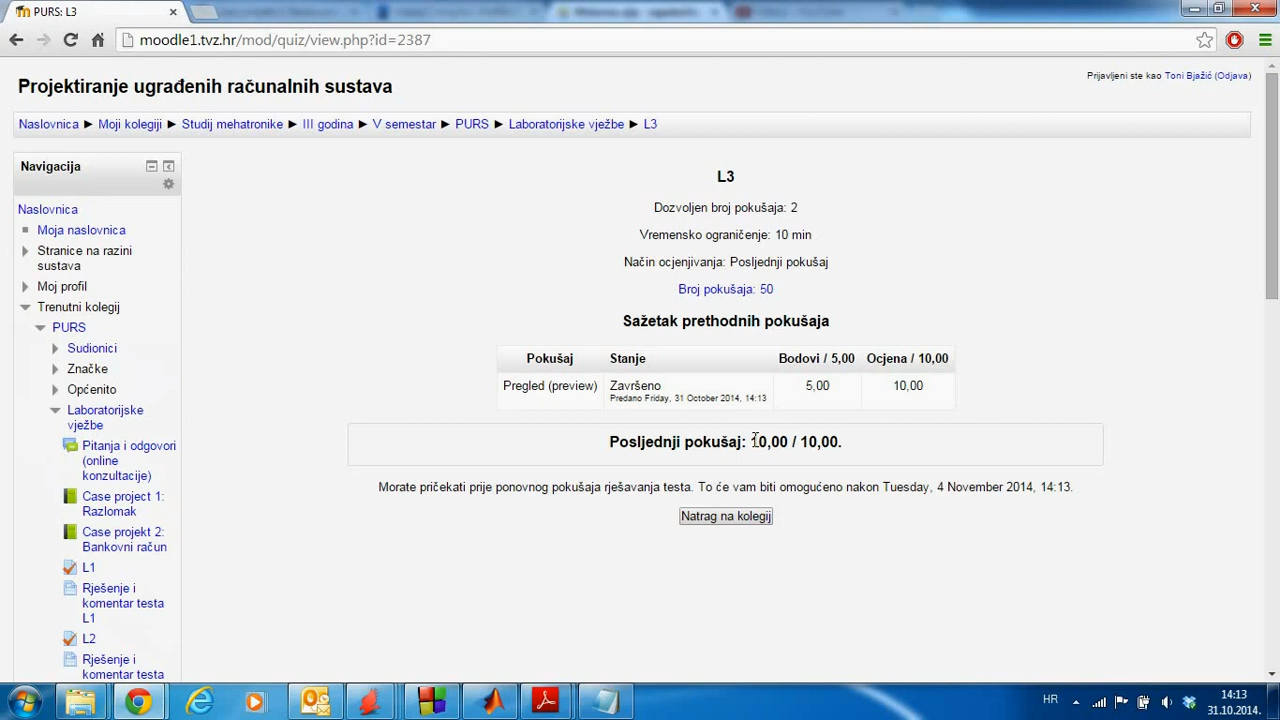 PURS: L3
moodle1.tvz.hr/mod/quiz/view.php?id=2387
Projektiranje ugrađenih računalnih sustava
Prijavljeni ste kao Toni Bjažić (Odjava)
Naslovnica ► Moji kolegiji ► Studij mehatronike ► III godina ► V semestar ► PURS ► Laboratorijske vježbe ► L3
Navigacija
Naslovnica
Moja naslovnica
Stranice na razini
sustava
Moj profil
Trenutni kolegij
PURS
Sudionici
Značke
Općenito
Laboratorijske
vježbe
Pitanja i odgovori
(online
konzultacije)
Case project 1:
Razlomak
Case projekt 2:
Bankovni račun
L1
Rješenje i
komentar testa
L1
L2
Rješenje i
komentar testa
L3
Dozvoljen broj pokušaja: 2
Vremensko ograničenje: 10 min
Način ocjenjivanja: Posljednji pokušaj
Broj pokušaja: 50
Sažetak prethodnih pokušaja
Pokušaj Stanje Bodovi / 5,00 Ocjena / 10,00
Pregled (preview) Završeno 5,00 10,00
Predano Friday, 31 October 2014, 14:13
Posljednji pokušaj: 10,00 / 10,00.
Morate pričekati prije ponovnog pokušaja rješavanja testa. To će vam biti omogućeno nakon Tuesday, 4 November 2014, 14:13.
Natrag na kolegij
HR
14:13
31.10.2014.